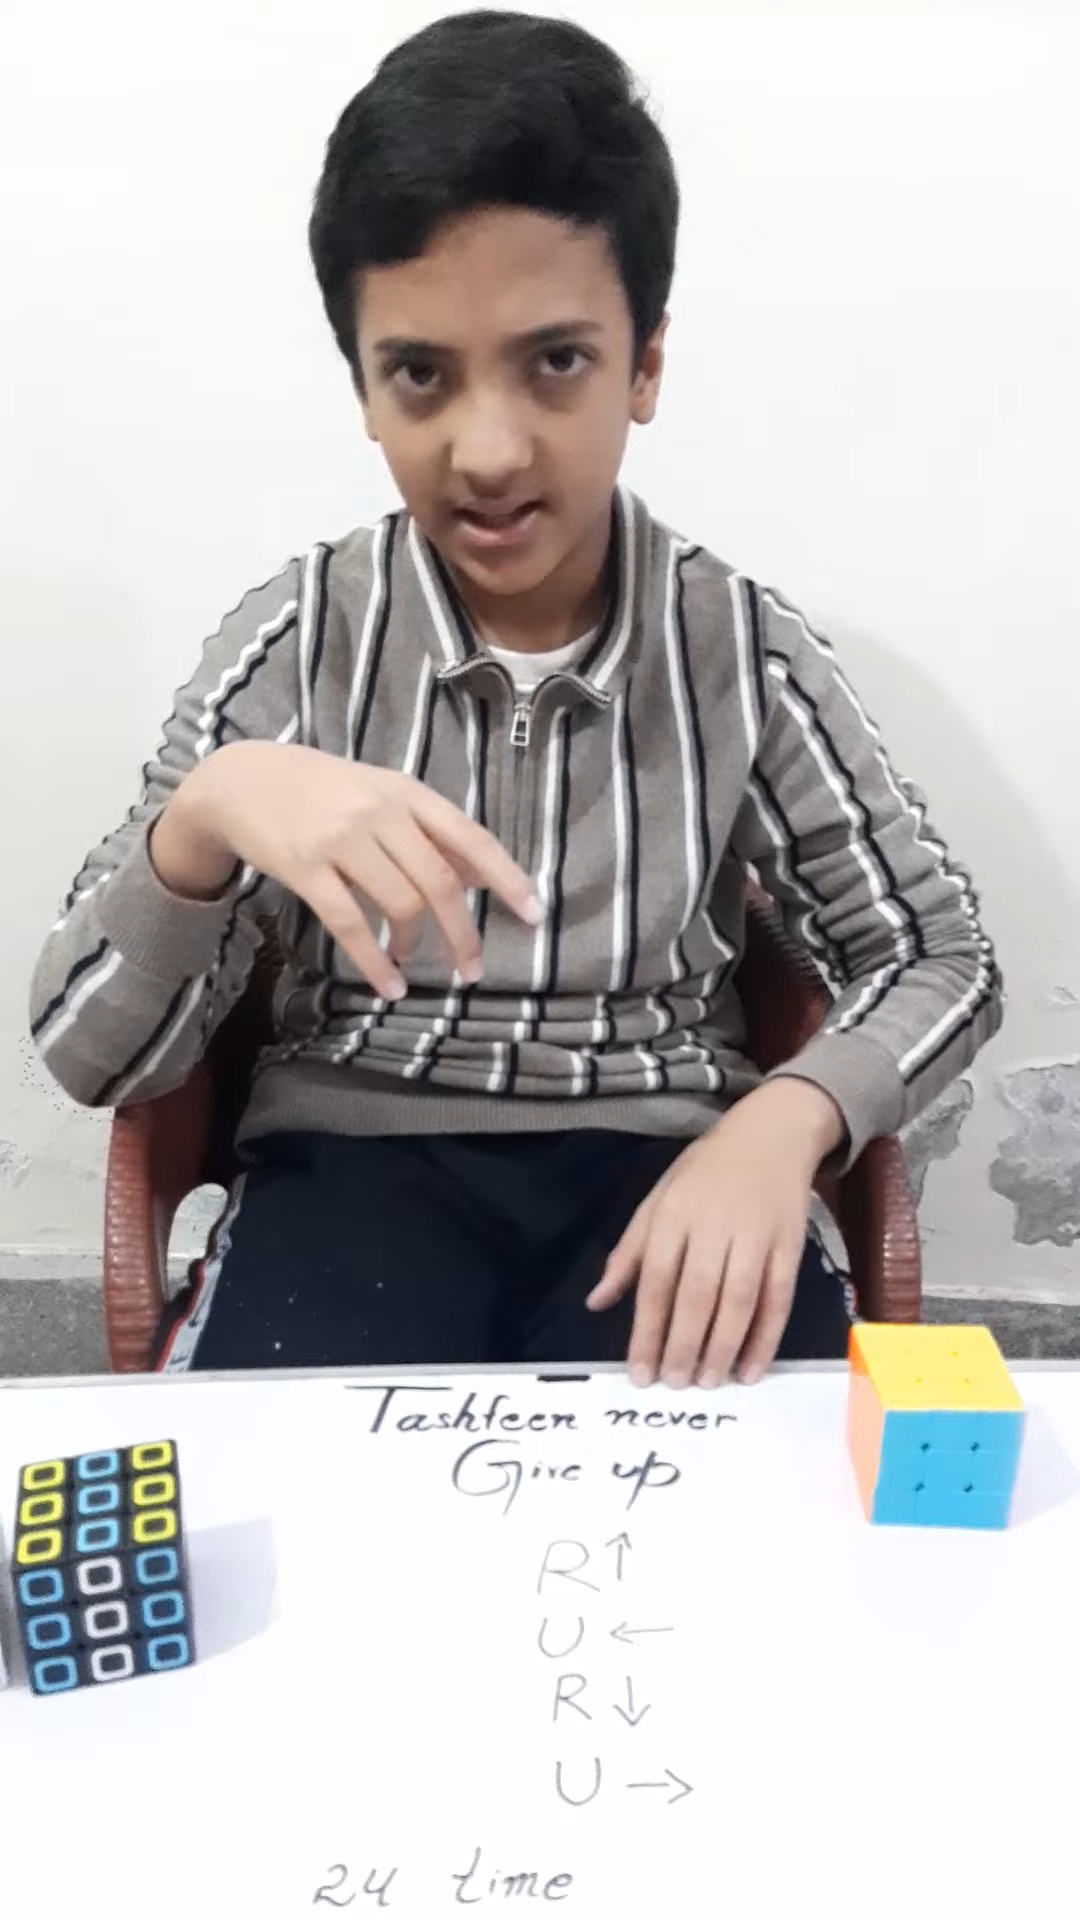 Tashfeen never
Give up
R↑
U ←
R ↓
U →
24 time